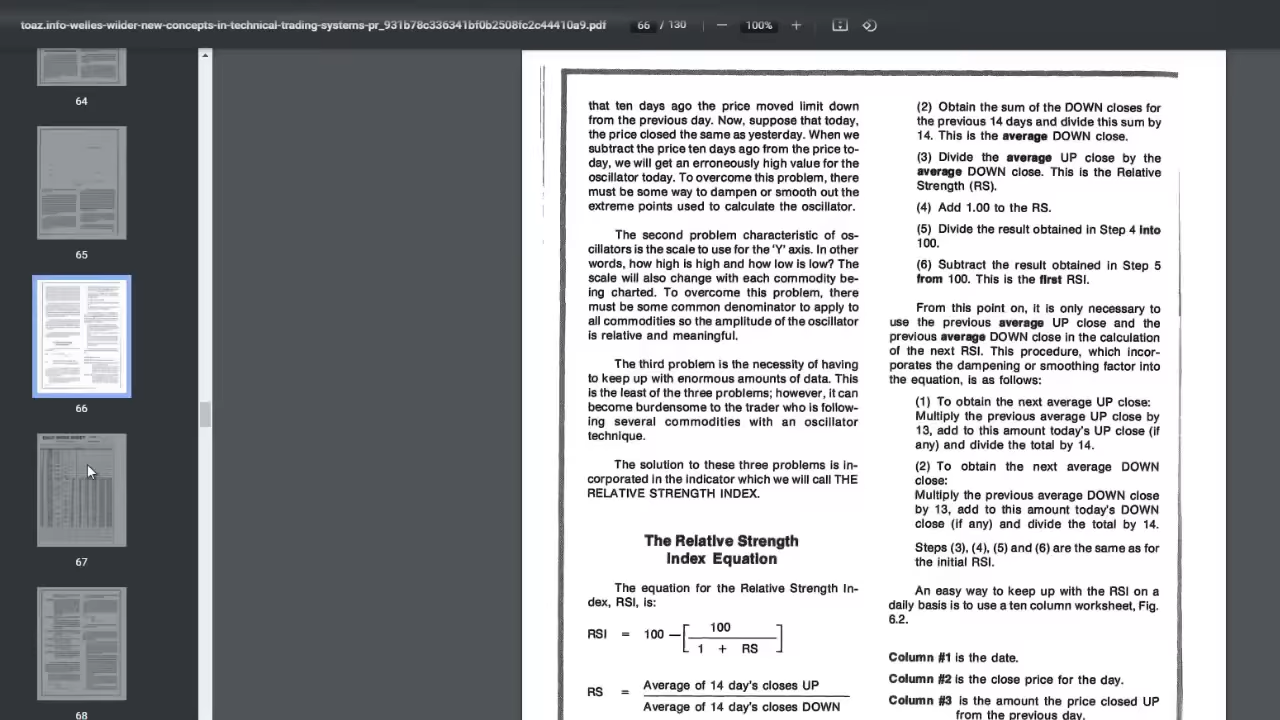 toaz.info-welles-wilder-new-concepts-in-technical-trading-systems-pr_931b78c336341bf0b2508fc2c44410a9.pdf
66 / 130
100%
64
65
66
67
68
that ten days ago the price moved limit down
from the previous day. Now, suppose that today,
the price closed the same as yesterday. When we
subtract the price ten days ago from the price to-
day, we will get an erroneously high value for the
oscillator today. To overcome this problem, there
must be some way to dampen or smooth out the
extreme points used to calculate the oscillator.
The second problem characteristic of os-
cillators is the scale to use for the 'Y' axis. In other
words, how high is high and how low is low? The
scale will also change with each commodity be-
ing charted. To overcome this problem, there
must be some common denominator to apply to
all commodities so the amplitude of the oscillator
is relative and meaningful.
The third problem is the necessity of having
to keep up with enormous amounts of data. This
is the least of the three problems; however, it can
become burdensome to the trader who is follow-
ing several commodities with an oscillator
technique.
The solution to these three problems is in-
corporated in the indicator which we will call THE
RELATIVE STRENGTH INDEX.
The Relative Strength
Index Equation
The equation for the Relative Strength In-
dex, RSI, is:
RSI = 100 — [ 100
1 + RS ]
RS = Average of 14 day's closes UP
Average of 14 day's closes DOWN
(2) Obtain the sum of the DOWN closes for
the previous 14 days and divide this sum by
14. This is the average DOWN close.
(3) Divide the average UP close by the
average DOWN close. This is the Relative
Strength (RS).
(4) Add 1.00 to the RS.
(5) Divide the result obtained in Step 4 into
100.
(6) Subtract the result obtained in Step 5
from 100. This is the first RSI.
From this point on, it is only necessary to
use the previous average UP close and the
previous average DOWN close in the calculation
of the next RSI. This procedure, which incor-
porates the dampening or smoothing factor into
the equation, is as follows:
(1) To obtain the next average UP close:
Multiply the previous average UP close by
13, add to this amount today's UP close (if
any) and divide the total by 14.
(2) To obtain the next average DOWN
close:
Multiply the previous average DOWN close
by 13, add to this amount today's DOWN
close (if any) and divide the total by 14.
Steps (3), (4), (5) and (6) are the same as for
the initial RSI.
An easy way to keep up with the RSI on a
daily basis is to use a ten column worksheet, Fig.
6.2.
Column #1 is the date.
Column #2 is the close price for the day.
Column #3 is the amount the price closed UP
from the previous day.